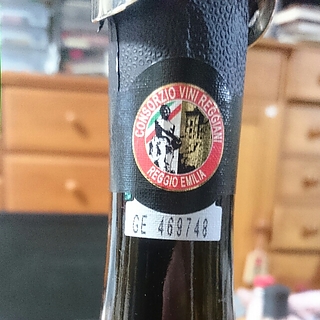 CONSORZIO VINI REGGIANI
REGGIO EMILIA
GE 469748